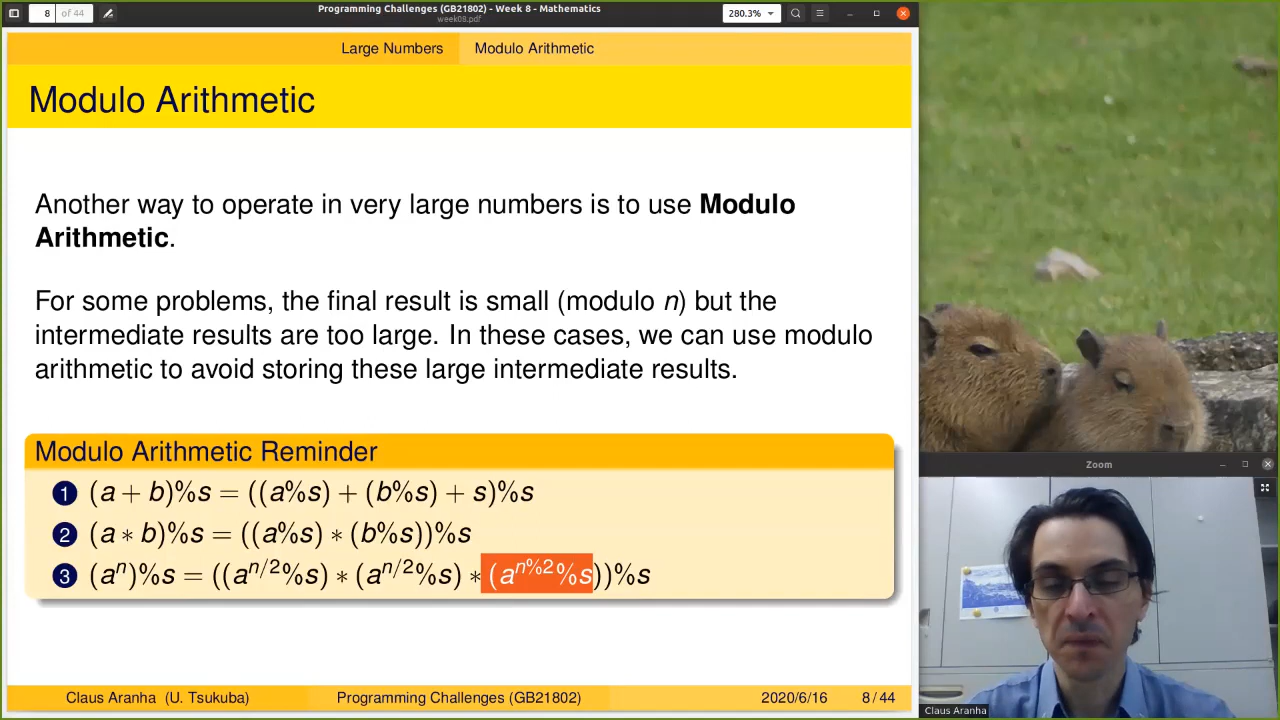 8 of 44
Programming Challenges (GB21802) - Week 8 - Mathematics
week08.pdf
280.3%
Large Numbers Modulo Arithmetic
Modulo Arithmetic
Another way to operate in very large numbers is to use Modulo
Arithmetic.
For some problems, the final result is small (modulo n) but the
intermediate results are too large. In these cases, we can use modulo
arithmetic to avoid storing these large intermediate results.
Modulo Arithmetic Reminder
1 (a + b)%s = ((a%s) + (b%s) + s)%s
2 (a ∗ b)%s = ((a%s) ∗ (b%s))%s
3 (aⁿ)%s = ((a^{n/2}%s) ∗ (a^{n/2}%s) ∗ (a^{n%2}%s))%s
Claus Aranha (U. Tsukuba) Programming Challenges (GB21802) 2020/6/16 8 / 44
Zoom
Claus Aranha